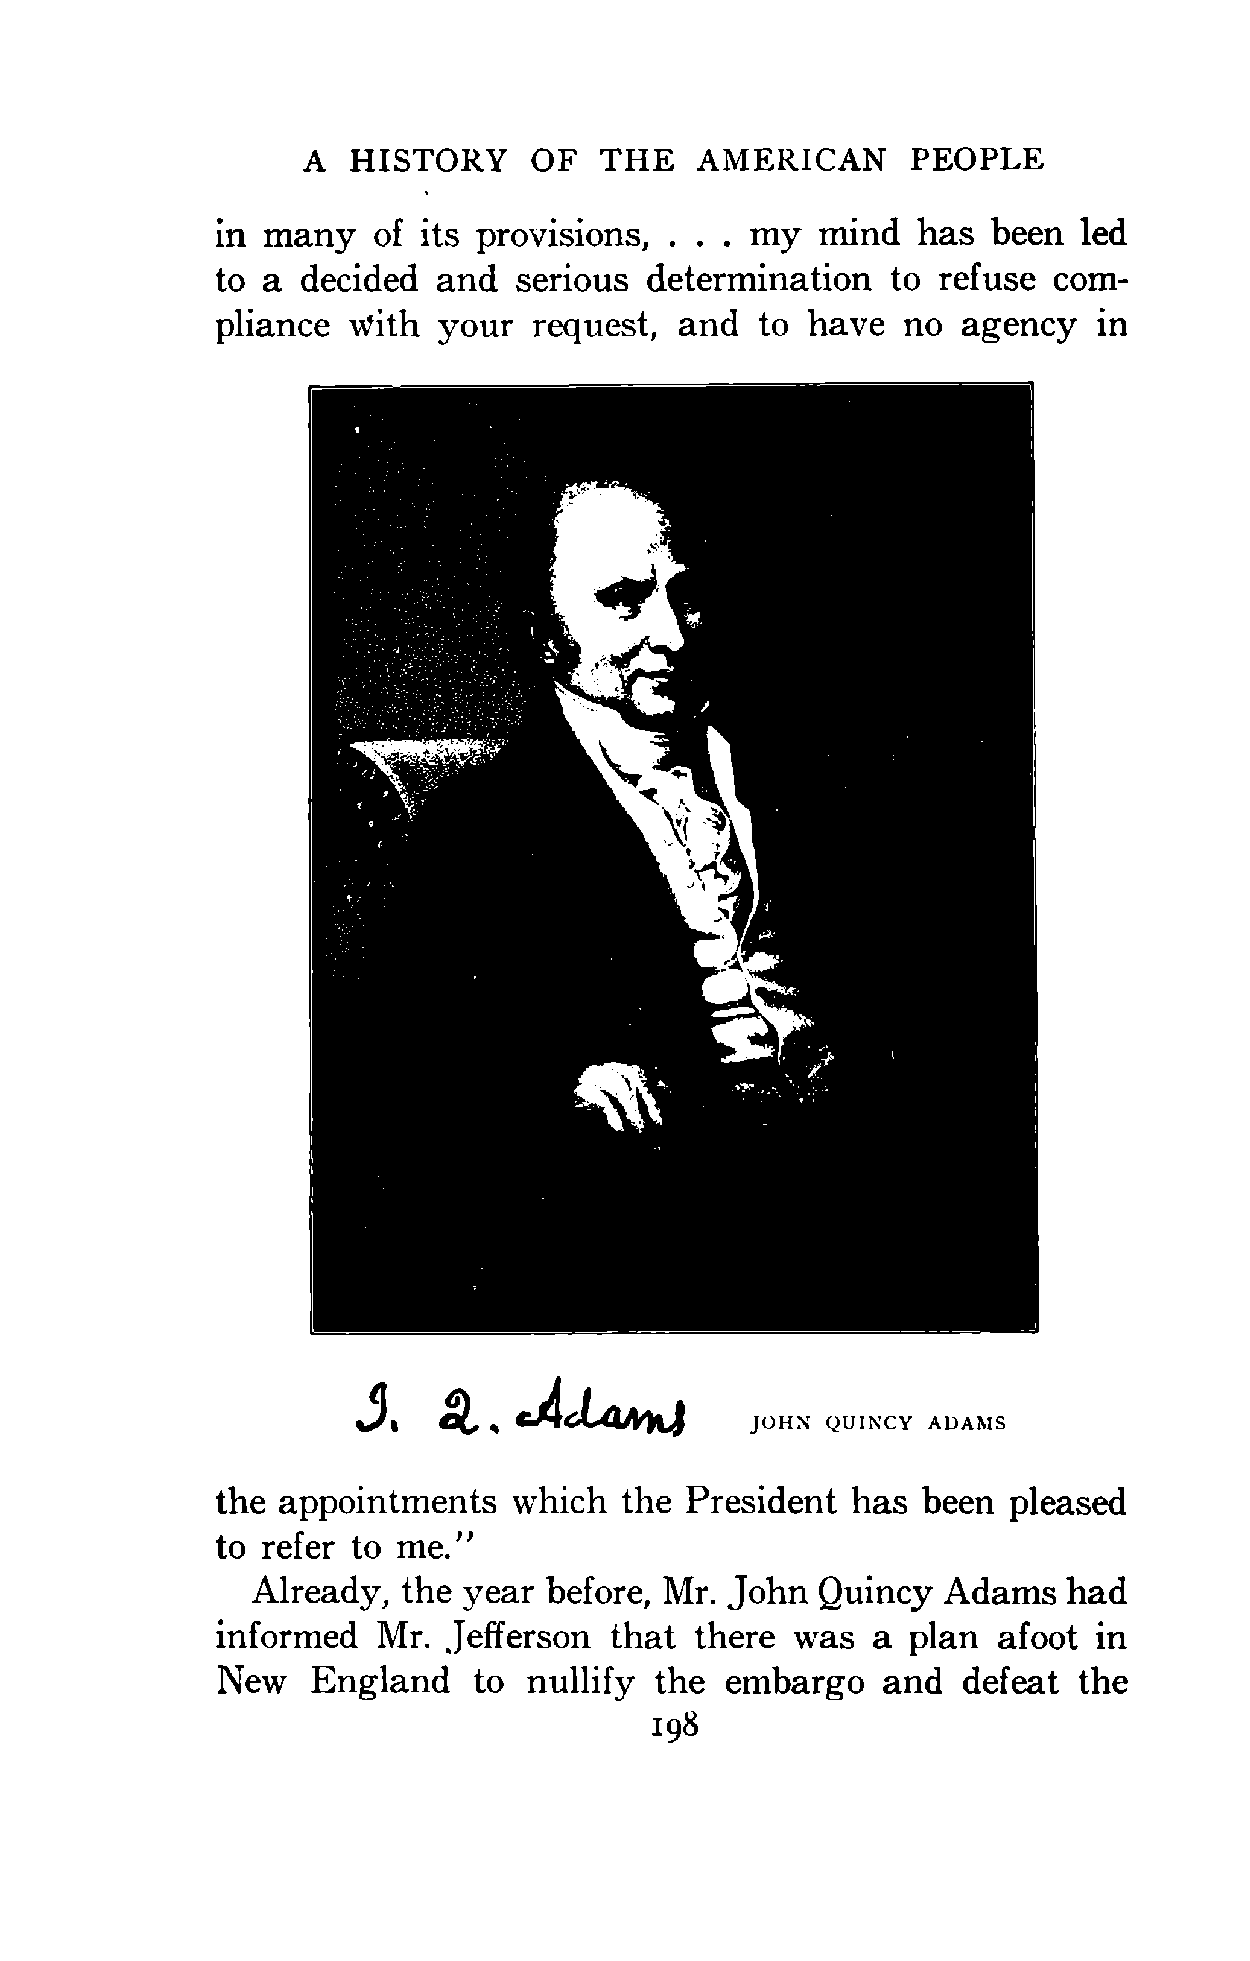 A HISTORY OF THE AMERICAN PEOPLE
in many of its provisions, . . . my mind has been led
to a decided and serious determination to refuse com-
pliance with your request, and to have no agency in
J. Q. Adams JOHN QUINCY ADAMS
the appointments which the President has been pleased
to refer to me."
Already, the year before, Mr. John Quincy Adams had
informed Mr. Jefferson that there was a plan afoot in
New England to nullify the embargo and defeat the
198